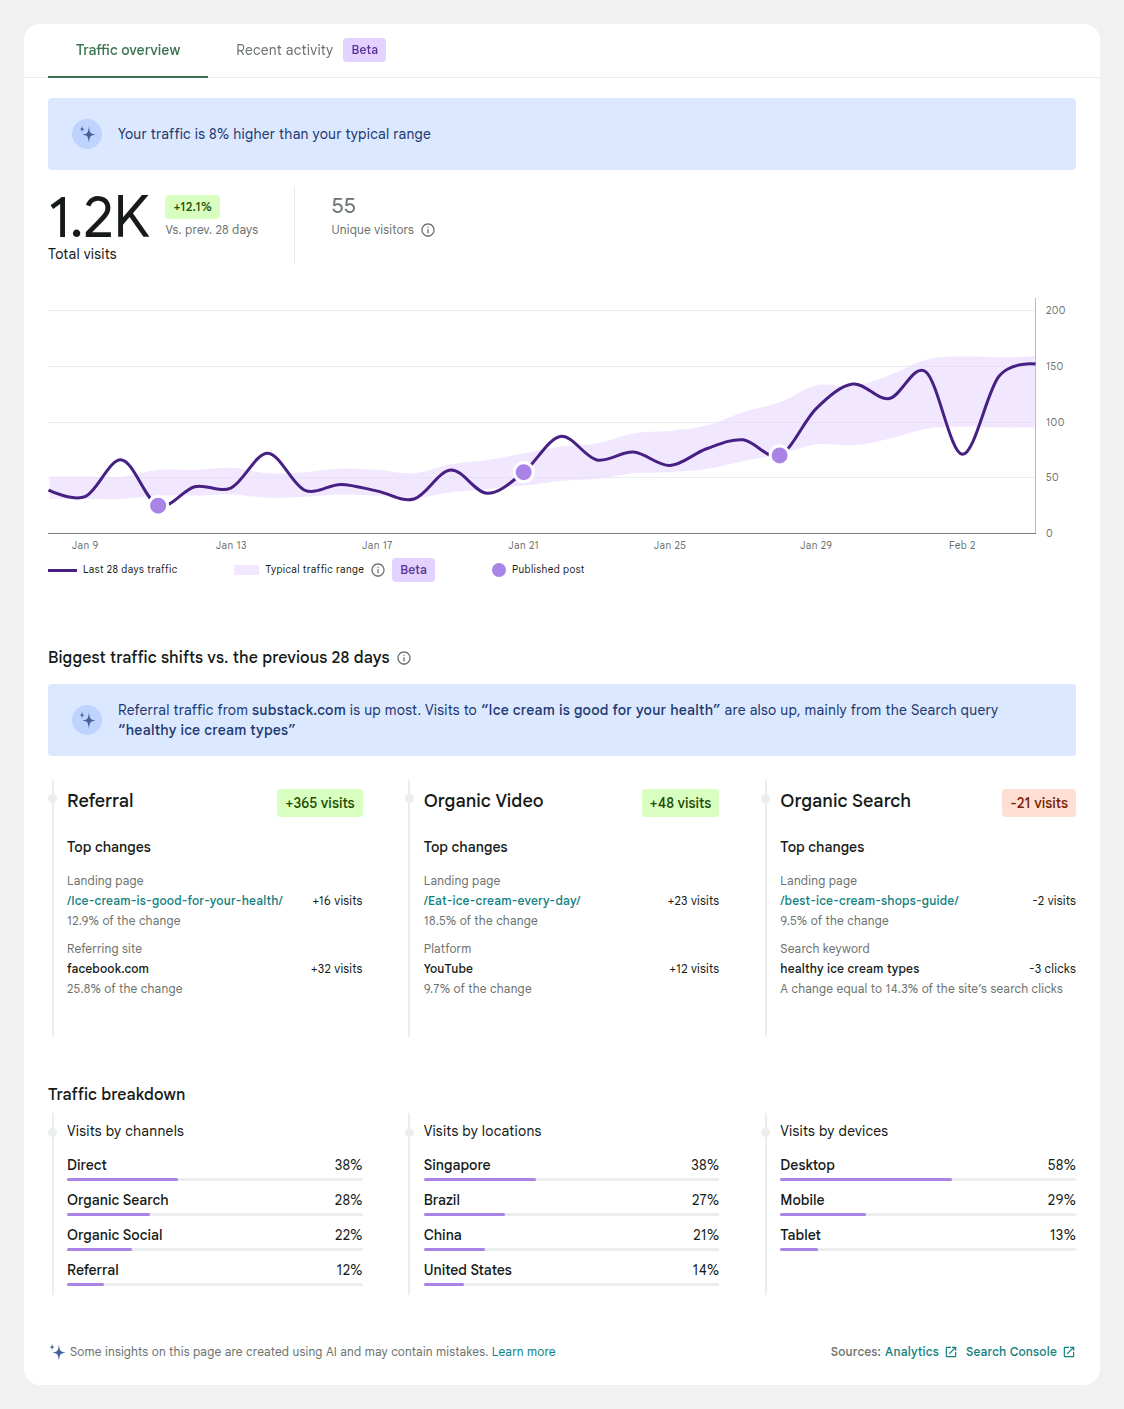 Traffic overview
Recent activity Beta
Your traffic is 8% higher than your typical range
1.2K
+12.1%
Vs. prev. 28 days
Total visits
55
Unique visitors
200
150
100
50
0
Jan 9 Jan 13 Jan 17 Jan 21 Jan 25 Jan 29 Feb 2
Last 28 days traffic Typical traffic range Beta Published post
Biggest traffic shifts vs. the previous 28 days
Referral traffic from substack.com is up most. Visits to “Ice cream is good for your health” are also up, mainly from the Search query
“healthy ice cream types”
Referral +365 visits
Top changes
Landing page
/Ice-cream-is-good-for-your-health/ +16 visits
12.9% of the change
Referring site
facebook.com +32 visits
25.8% of the change
Organic Video +48 visits
Top changes
Landing page
/Eat-ice-cream-every-day/ +23 visits
18.5% of the change
Platform
YouTube +12 visits
9.7% of the change
Organic Search -21 visits
Top changes
Landing page
/best-ice-cream-shops-guide/ -2 visits
9.5% of the change
Search keyword
healthy ice cream types -3 clicks
A change equal to 14.3% of the site’s search clicks
Traffic breakdown
Visits by channels
Direct 38%
Organic Search 28%
Organic Social 22%
Referral 12%
Visits by locations
Singapore 38%
Brazil 27%
China 21%
United States 14%
Visits by devices
Desktop 58%
Mobile 29%
Tablet 13%
Some insights on this page are created using AI and may contain mistakes. Learn more
Sources: Analytics Search Console